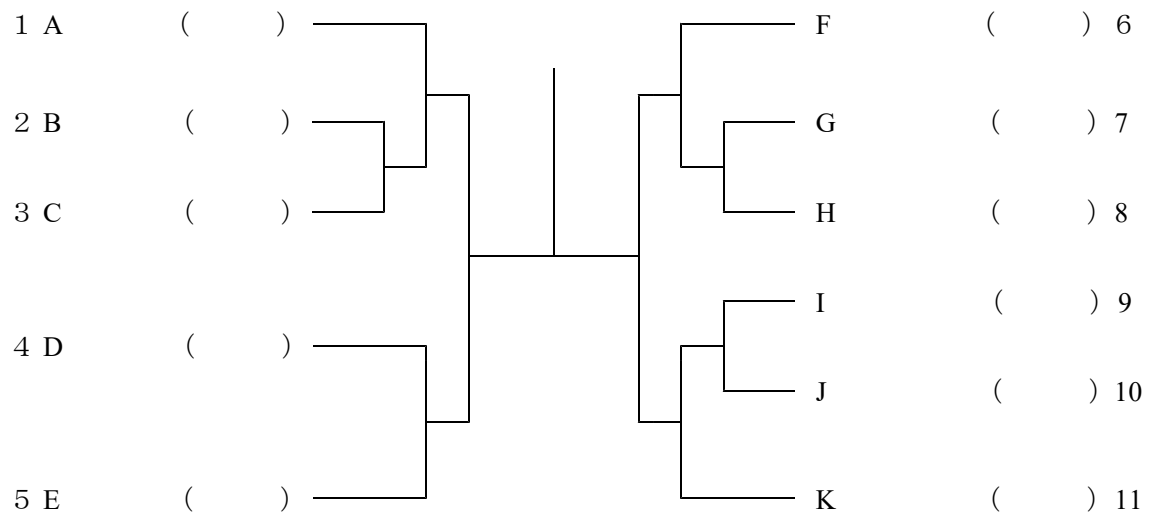 １ A （ ） F （ ） ６
２ B （ ） G （ ） 7
３ C （ ） H （ ） 8
I （ ） 9
４ D （ ）
J （ ） 10
５ E （ ） K （ ） 11